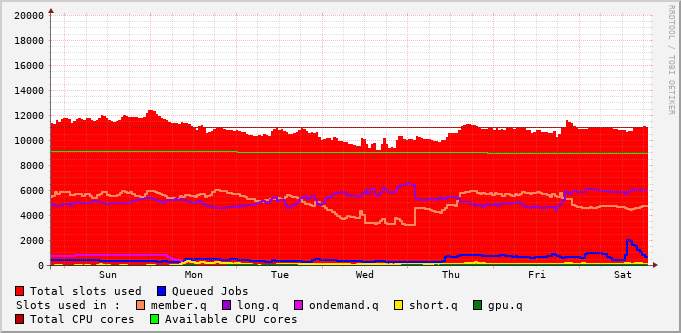 20000
18000
16000
14000
12000
10000
8000
6000
4000
2000
0
Sun Mon Tue Wed Thu Fri Sat
RRDTOOL / TOBI OETIKER
Total slots used Queued Jobs
Slots used in : member.q long.q ondemand.q short.q gpu.q
Total CPU cores Available CPU cores